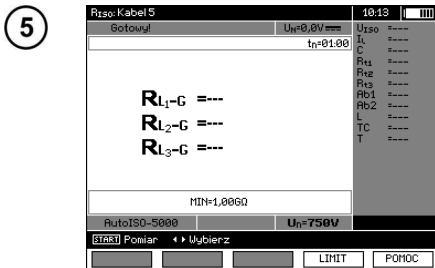 5
RISO: Kabel 5 10:13
Gotowy! UN=0,0V
tn=01:00
RL1-G =---
RL2-G =---
RL3-G =---
MIN=1,00GΩ
UISO =---
IL =---
C =---
Rt1 =---
Rt2 =---
Rt3 =---
Ab1 =---
Ab2 =---
L =---
TC =---
T =---
AutoISO-5000 Un=750V
START Pomiar Wybierz
LIMIT POMOC